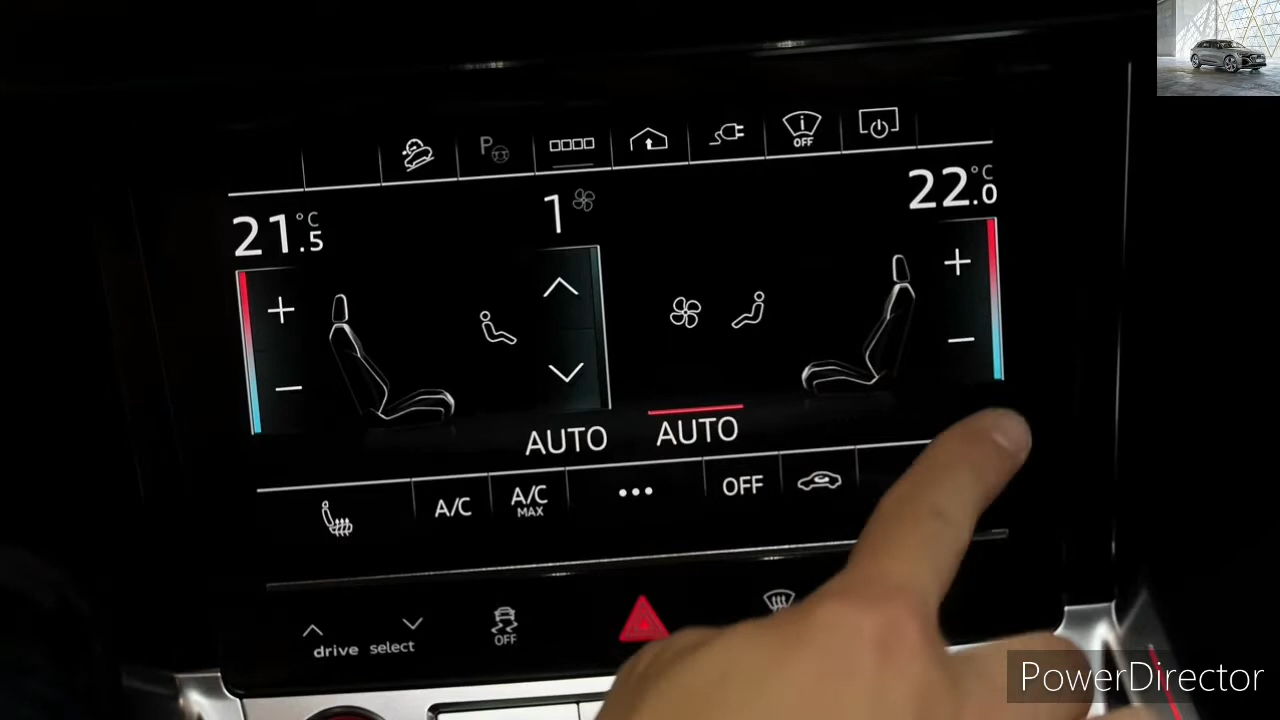 P
i
OFF
21.5 °C
1
22.0 °C
AUTO
AUTO
A/C
A/C
MAX
OFF
drive select
OFF
PowerDirector